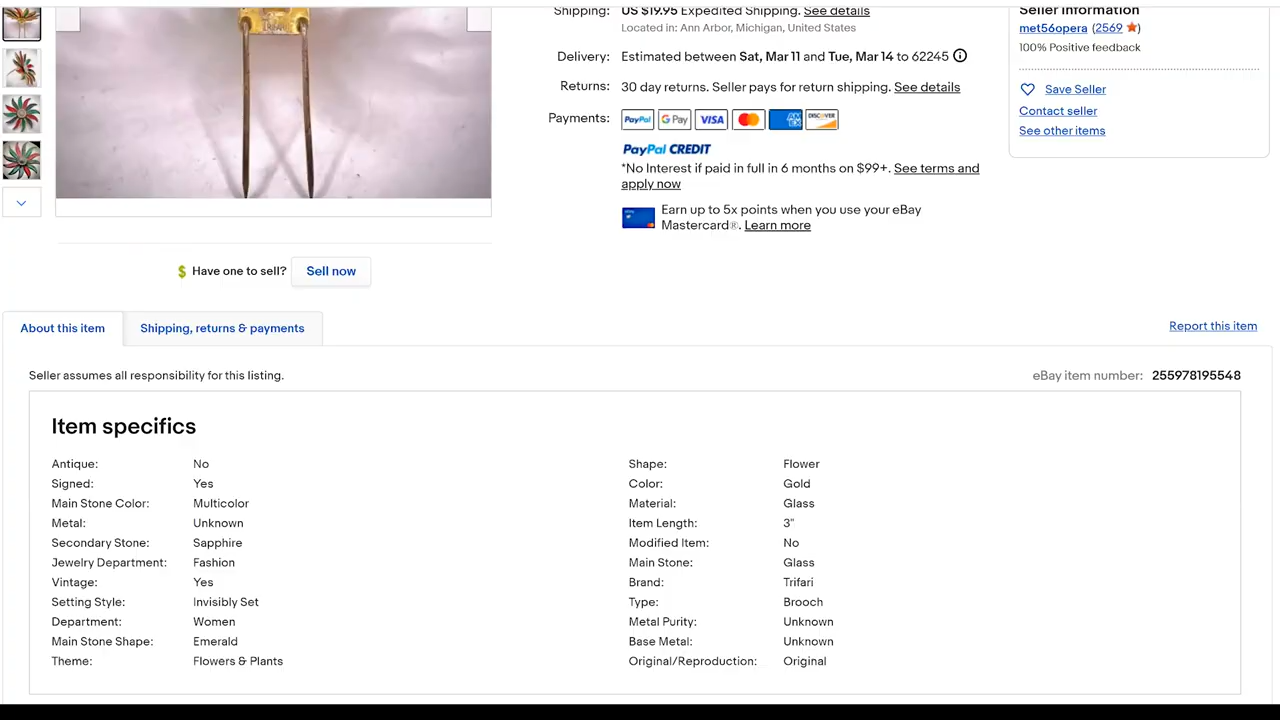 Shipping: US $19.95 Expedited Shipping. See details
Located in: Ann Arbor, Michigan, United States
Delivery: Estimated between Sat, Mar 11 and Tue, Mar 14 to 62245
Returns: 30 day returns. Seller pays for return shipping. See details
Payments: PayPal G Pay VISA AM EX DISCOVER
PayPal CREDIT
*No Interest if paid in full in 6 months on $99+. See terms and
apply now
Earn up to 5x points when you use your eBay
Mastercard®. Learn more
Seller information
met56opera (2569 )
100% Positive feedback
Save Seller
Contact seller
See other items
Have one to sell? Sell now
About this item
Shipping, returns & payments
Report this item
Seller assumes all responsibility for this listing.
eBay item number: 255978195548
Item specifics
Antique: No
Signed: Yes
Main Stone Color: Multicolor
Metal: Unknown
Secondary Stone: Sapphire
Jewelry Department: Fashion
Vintage: Yes
Setting Style: Invisibly Set
Department: Women
Main Stone Shape: Emerald
Theme: Flowers & Plants
Shape: Flower
Color: Gold
Material: Glass
Item Length: 3"
Modified Item: No
Main Stone: Glass
Brand: Trifari
Type: Brooch
Metal Purity: Unknown
Base Metal: Unknown
Original/Reproduction: Original